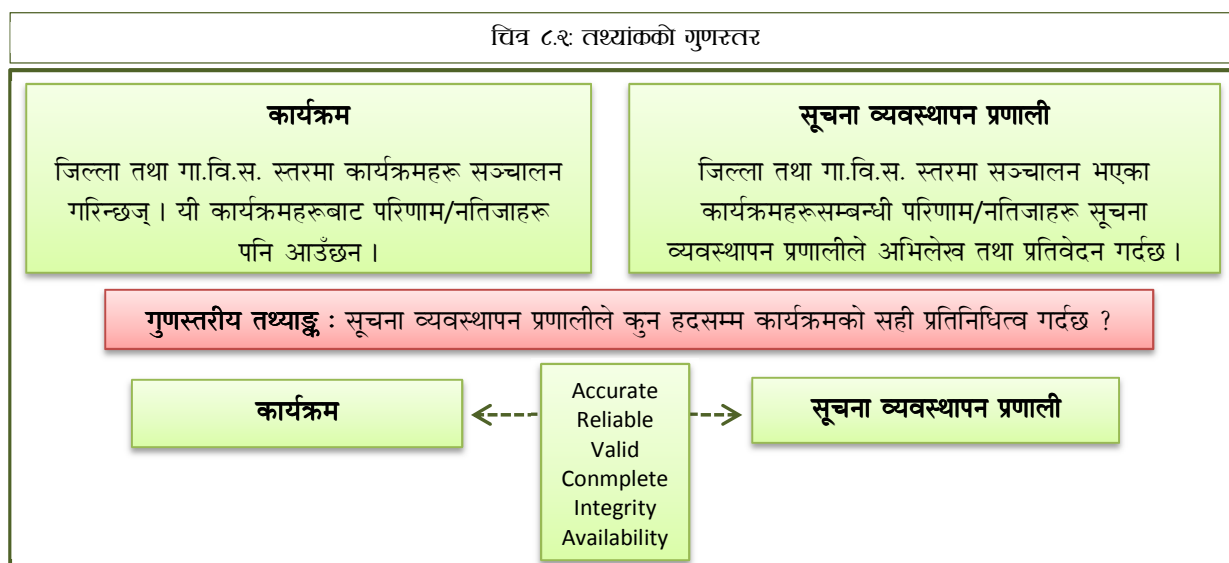 चित्र ८.२: तथ्यांकको गुणस्तर
कार्यक्रम
जिल्ला तथा गा.वि.स. स्तरमा कार्यक्रमहरू सञ्चालन
गरिन्छज् । यी कार्यक्रमहरूबाट परिणाम/नतिजाहरू
पनि आउँछन ।
सूचना व्यवस्थापन प्रणाली
जिल्ला तथा गा.वि.स. स्तरमा सञ्चालन भएका
कार्यक्रमहरूसम्बन्धी परिणाम/नतिजाहरू सूचना
व्यवस्थापन प्रणालीले अभिलेख तथा प्रतिवेदन गर्दछ ।
गुणस्तरीय तथ्याङ्क : सूचना व्यवस्थापन प्रणालीले कुन हदसम्म कार्यक्रमको सही प्रतिनिधित्व गर्दछ ?
कार्यक्रम
Accurate
Reliable
Valid
Conmplete
Integrity
Availability
सूचना व्यवस्थापन प्रणाली